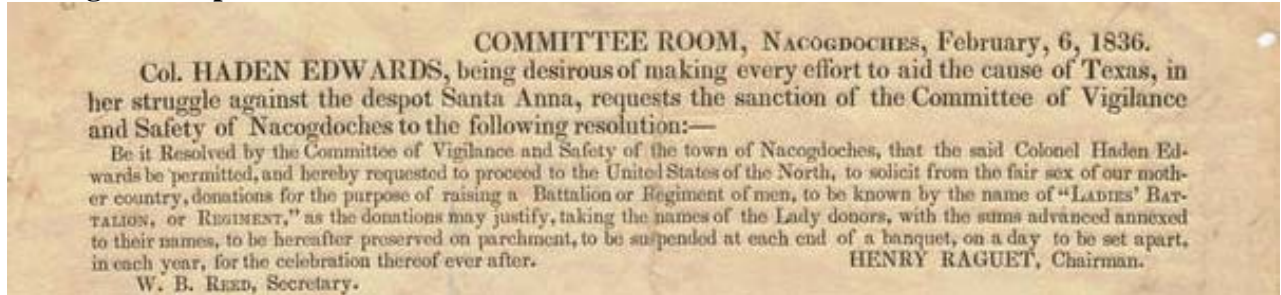 COMMITTEE ROOM, NACOGDOCHES, February, 6, 1836.
Col. HADEN EDWARDS, being desirous of making every effort to aid the cause of Texas, in
her struggle against the despot Santa Anna, requests the sanction of the Committee of Vigilance
and Safety of Nacogdoches to the following resolution:—
Be it Resolved by the Committee of Vigilance and Safety of the town of Nacogdoches, that the said Colonel Haden Ed-
wards be permitted, and hereby requested to proceed to the United States of the North, to solicit from the fair sex of our moth-
er country, donations for the purpose of raising a Battalion or Regiment of men, to be known by the name of "LADIES' BAT-
TALION, OR REGIMENT," as the donations may justify, taking the names of the Lady donors, with the sums advanced annexed
to their names, to be hereafter preserved on parchment, to be suspended at each end of a banquet, on a day to be set apart,
in each year, for the celebration thereof ever after. HENRY RAGUET, Chairman.
W. B. REED, Secretary.